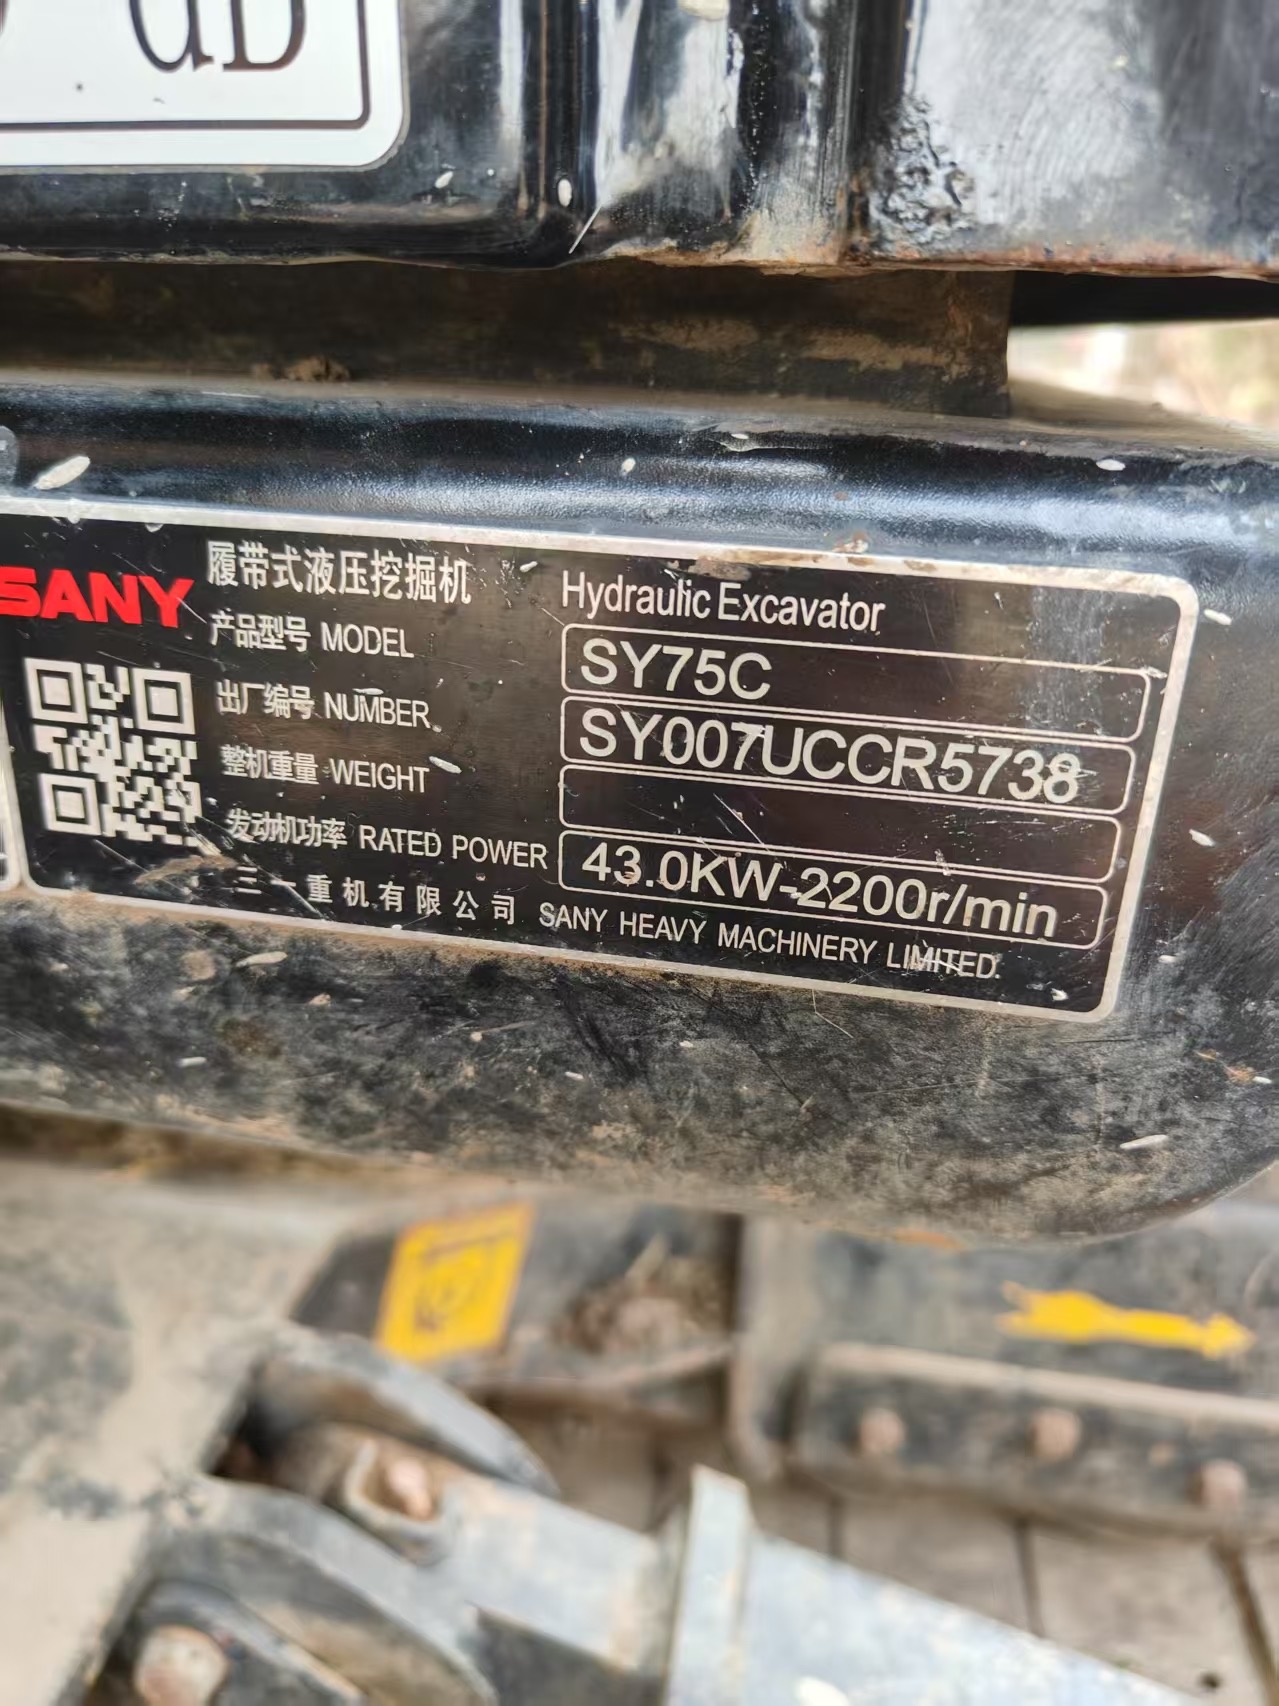 dB
履带式液压挖掘机 Hydraulic Excavator
SANY
产品型号 MODEL SY75C
出厂编号 NUMBER SY007UCCR5738
整机重量 WEIGHT
发动机功率 RATED POWER 43.0KW-2200r/min
三一重机有限公司 SANY HEAVY MACHINERY LIMITED.